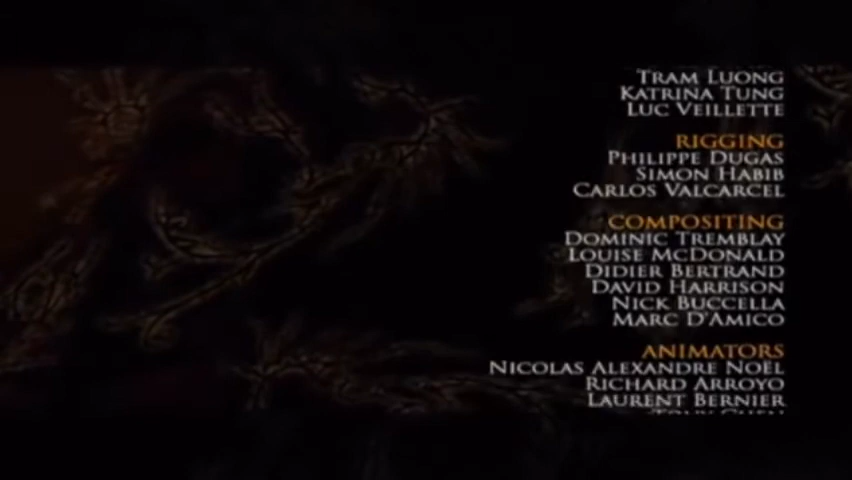 Tram Luong
Katrina Tung
Luc Veillette
Rigging
Philippe Dugas
Simon Habib
Carlos Valcarcel
Compositing
Dominic Tremblay
Louise McDonald
Didier Bertrand
David Harrison
Nick Buccella
Marc D'Amico
Animators
Nicolas Alexandre Noël
Richard Arroyo
Laurent Bernier